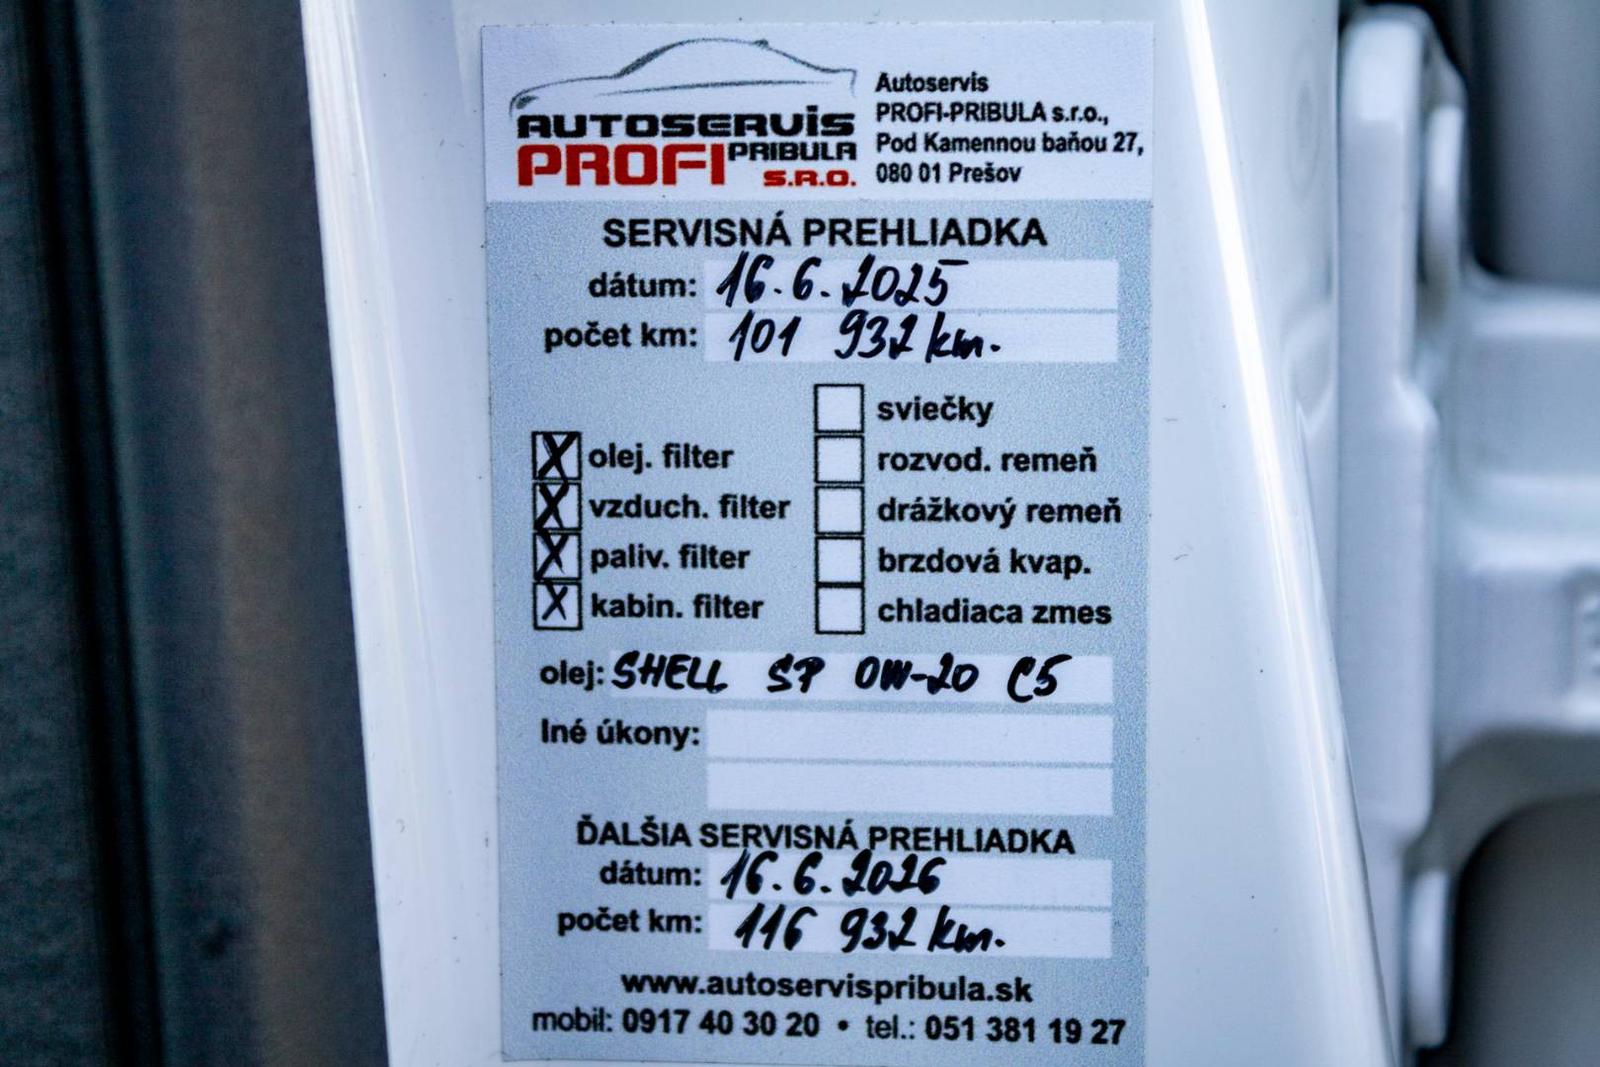 AUTOSERVIS
PROFI PRIBULA
S.R.O.
Autoservis
PROFI-PRIBULA s.r.o.,
Pod Kamennou baňou 27,
080 01 Prešov
SERVISNÁ PREHLIADKA
dátum: 16.6.2025
počet km: 101 932 km.
sviečky
X olej. filter
rozvod. remeň
X vzduch. filter
drážkový remeň
X paliv. filter
brzdová kvap.
X kabin. filter
chladiaca zmes
olej: SHELL SP 0W-20 C5
Iné úkony:
ĎALŠIA SERVISNÁ PREHLIADKA
dátum: 16.6.2026
počet km: 116 932 km.
www.autoservispribula.sk
mobil: 0917 40 30 20 • tel.: 051 381 19 27